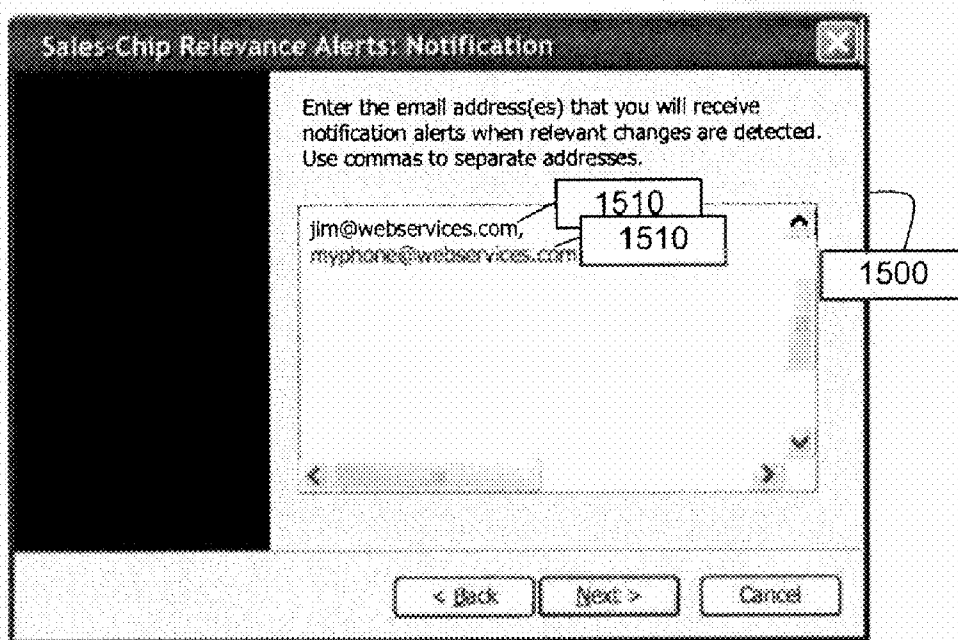 Sales-Chip Relevance Alerts: Notification
Enter the email address(es) that you will receive
notification alerts when relevant changes are detected.
Use commas to separate addresses.
1510
jim@webservices.com,
1510
myphone@webservices.com
1500
< Back
Next >
Cancel